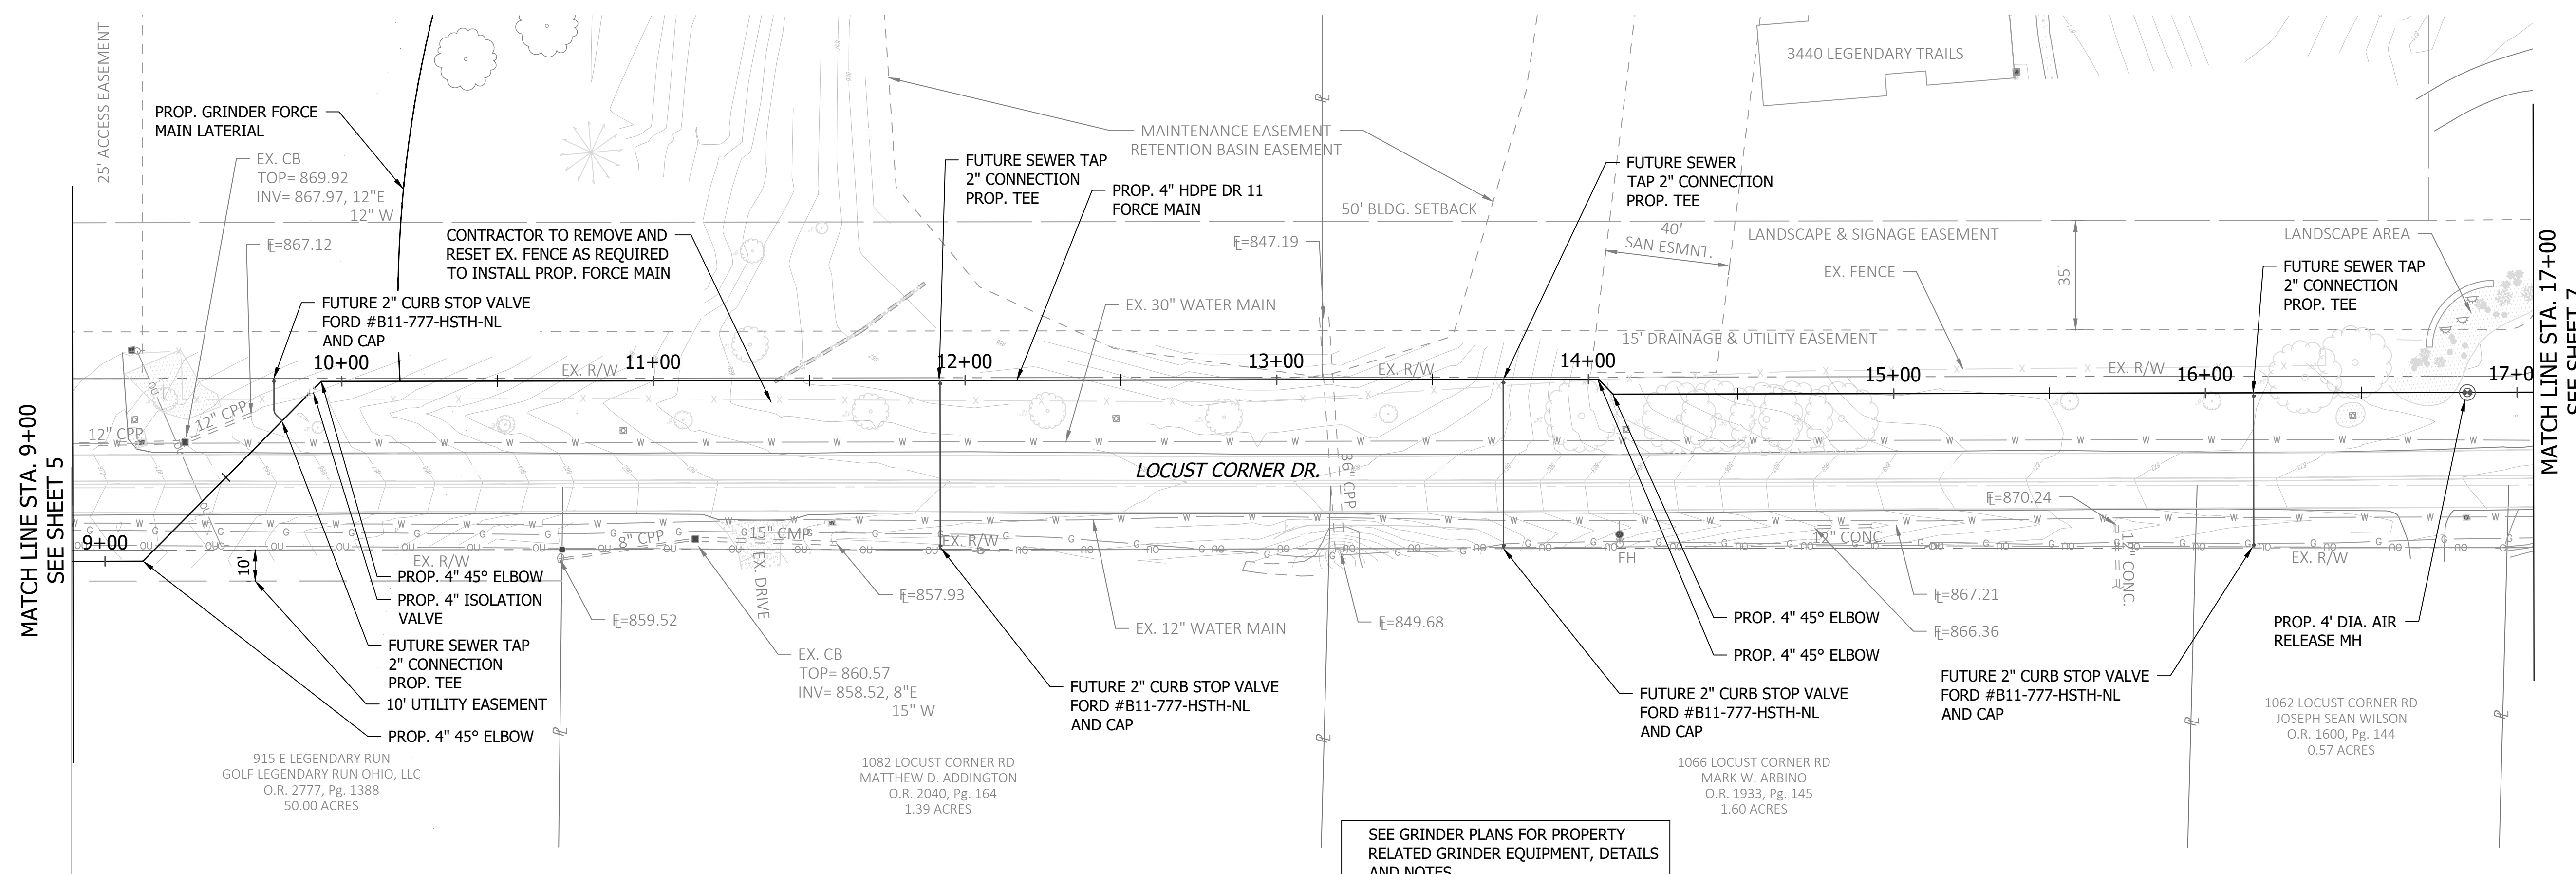 25' ACCESS EASEMENT
PROP. GRINDER FORCE
MAIN LATERIAL
EX. CB
TOP= 869.92
INV= 867.97, 12"E
12" W
℄=867.12
CONTRACTOR TO REMOVE AND
RESET EX. FENCE AS REQUIRED
TO INSTALL PROP. FORCE MAIN
FUTURE 2" CURB STOP VALVE
FORD #B11-777-HSTH-NL
AND CAP
MAINTENANCE EASEMENT
RETENTION BASIN EASEMENT
FUTURE SEWER TAP
2" CONNECTION
PROP. TEE
PROP. 4" HDPE DR 11
FORCE MAIN
℄=847.19
EX. 30" WATER MAIN
50' BLDG. SETBACK
FUTURE SEWER
TAP 2" CONNECTION
PROP. TEE
3440 LEGENDARY TRAILS
40'
SAN ESMNT.
LANDSCAPE & SIGNAGE EASEMENT
EX. FENCE
35'
LANDSCAPE AREA
FUTURE SEWER TAP
2" CONNECTION
PROP. TEE
15' DRAINAGE & UTILITY EASEMENT
10+00
11+00
12+00
13+00
14+00
15+00
16+00
17+0
EX. R/W
EX. R/W
EX. R/W
MATCH LINE STA. 9+00
SEE SHEET 5
MATCH LINE STA. 17+00
SEE SHEET 7
12" CPP
12" CPP
LOCUST CORNER DR.
36" CPP
9+00
10'
EX. R/W
8" CPP
15" CMP
EX. DRIVE
EX. R/W
FH
12" CONC.
12" CONC.
EX. R/W
℄=870.24
PROP. 4" 45° ELBOW
PROP. 4" ISOLATION
VALVE
FUTURE SEWER TAP
2" CONNECTION
PROP. TEE
10' UTILITY EASEMENT
PROP. 4" 45° ELBOW
℄=859.52
℄=857.93
EX. CB
TOP= 860.57
INV= 858.52, 8"E
15" W
EX. 12" WATER MAIN
FUTURE 2" CURB STOP VALVE
FORD #B11-777-HSTH-NL
AND CAP
℄=849.68
PROP. 4" 45° ELBOW
PROP. 4" 45° ELBOW
FUTURE 2" CURB STOP VALVE
FORD #B11-777-HSTH-NL
AND CAP
℄=867.21
℄=866.36
FUTURE 2" CURB STOP VALVE
FORD #B11-777-HSTH-NL
AND CAP
PROP. 4' DIA. AIR
RELEASE MH
915 E LEGENDARY RUN
GOLF LEGENDARY RUN OHIO, LLC
O.R. 2777, Pg. 1388
50.00 ACRES
1082 LOCUST CORNER RD
MATTHEW D. ADDINGTON
O.R. 2040, Pg. 164
1.39 ACRES
1066 LOCUST CORNER RD
MARK W. ARBINO
O.R. 1933, Pg. 145
1.60 ACRES
1062 LOCUST CORNER RD
JOSEPH SEAN WILSON
O.R. 1600, Pg. 144
0.57 ACRES
SEE GRINDER PLANS FOR PROPERTY
RELATED GRINDER EQUIPMENT, DETAILS
AND NOTES